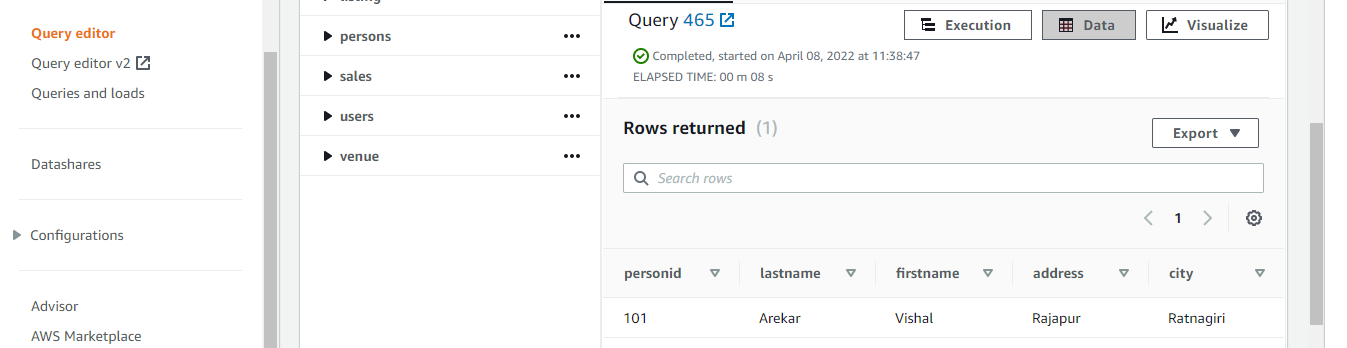 Query editor
Query editor v2
Queries and loads
Datashares
Configurations
Advisor
AWS Marketplace
persons
sales
users
venue
Query 465
Execution
Data
Visualize
Completed, started on April 08, 2022 at 11:38:47
ELAPSED TIME: 00 m 08 s
Rows returned (1)
Export
Search rows
1
personid lastname firstname address city
101 Arekar Vishal Rajapur Ratnagiri